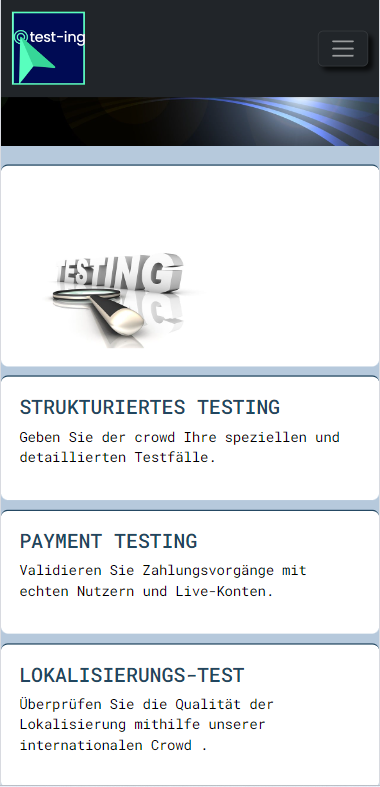 test-ing
TESTING
STRUKTURIERTES TESTING
Geben Sie der crowd Ihre speziellen und
detaillierten Testfälle.
PAYMENT TESTING
Validieren Sie Zahlungsvorgänge mit
echten Nutzern und Live-Konten.
LOKALISIERUNGS-TEST
Überprüfen Sie die Qualität der
Lokalisierung mithilfe unserer
internationalen Crowd .